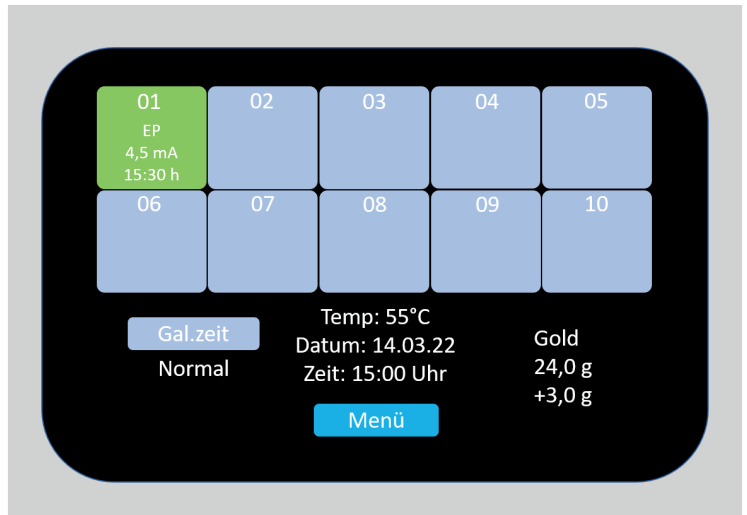 01
EP
4,5 mA
15:30 h
02
03
04
05
06
07
08
09
10
Gal.zeit
Normal
Temp: 55°C
Datum: 14.03.22
Zeit: 15:00 Uhr
Menü
Gold
24,0 g
+3,0 g